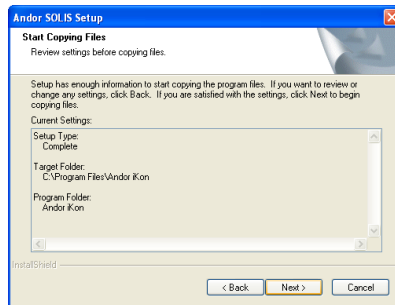 Andor SOLIS Setup
Start Copying Files
Review settings before copying files.
Setup has enough information to start copying the program files. If you want to review or
change any settings, click Back. If you are satisfied with the settings, click Next to begin
copying files.
Current Settings:
Setup Type:
Complete
Target Folder:
C:\Program Files\Andor iKon
Program Folder:
Andor iKon
InstallShield
< Back
Next >
Cancel